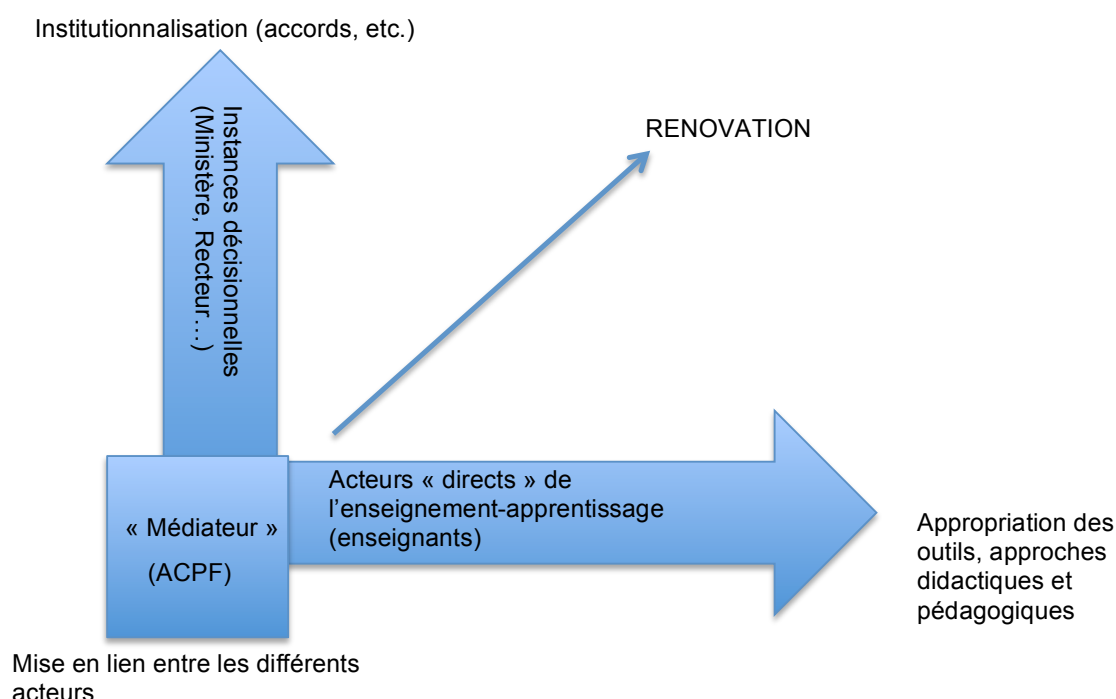 Institutionnalisation (accords, etc.)
Instances décisionnelles
(Ministère, Recteur…)
RENOVATION
« Médiateur »
(ACPF)
Acteurs « directs » de
l’enseignement-apprentissage
(enseignants)
Appropriation des
outils, approches
didactiques et
pédagogiques
Mise en lien entre les différents
acteurs